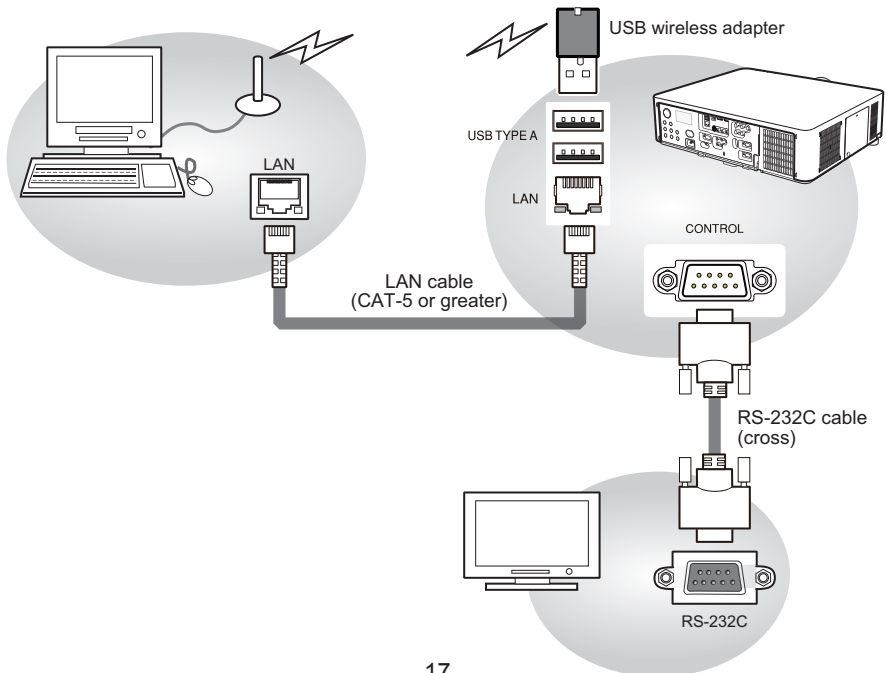 USB wireless adapter
USB TYPE A
LAN
LAN
CONTROL
LAN cable
(CAT-5 or greater)
RS-232C cable
(cross)
RS-232C
17